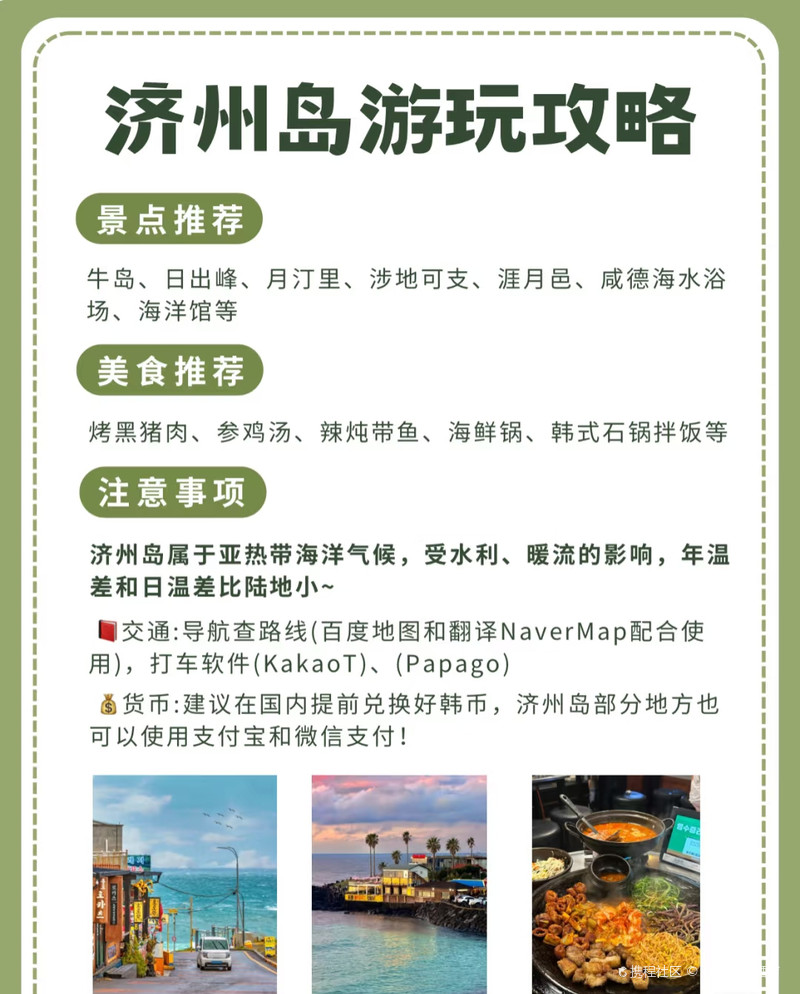 济州岛游玩攻略
景点推荐
牛岛、日出峰、月汀里、涉地可支、涯月邑、咸德海水浴
场、海洋馆等
美食推荐
烤黑猪肉、参鸡汤、辣炖带鱼、海鲜锅、韩式石锅拌饭等
注意事项
济州岛属于亚热带海洋气候，受水利、暖流的影响，年温
差和日温差比陆地小~
交通:导航查路线(百度地图和翻译NaverMap配合使
用)，打车软件(KakaoT)、(Papago)
货币:建议在国内提前兑换好韩币，济州岛部分地方也
可以使用支付宝和微信支付！
携程社区 ©